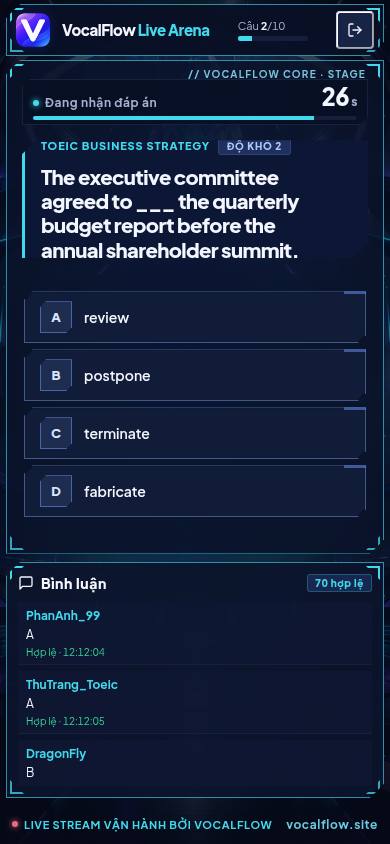 VocalFlow Live Arena
Câu 2/10
// VOCALFLOW CORE · STAGE
Đang nhận đáp án
26s
TOEIC BUSINESS STRATEGY
ĐỘ KHÓ 2
The executive committee
agreed to ___ the quarterly
budget report before the
annual shareholder summit.
A review
B postpone
C terminate
D fabricate
Bình luận
70 hợp lệ
PhanAnh_99
A
Hợp lệ · 12:12:04
ThuTrang_Toeic
A
Hợp lệ · 12:12:05
DragonFly
B
LIVE STREAM VẬN HÀNH BỞI VOCALFLOW
vocalflow.site